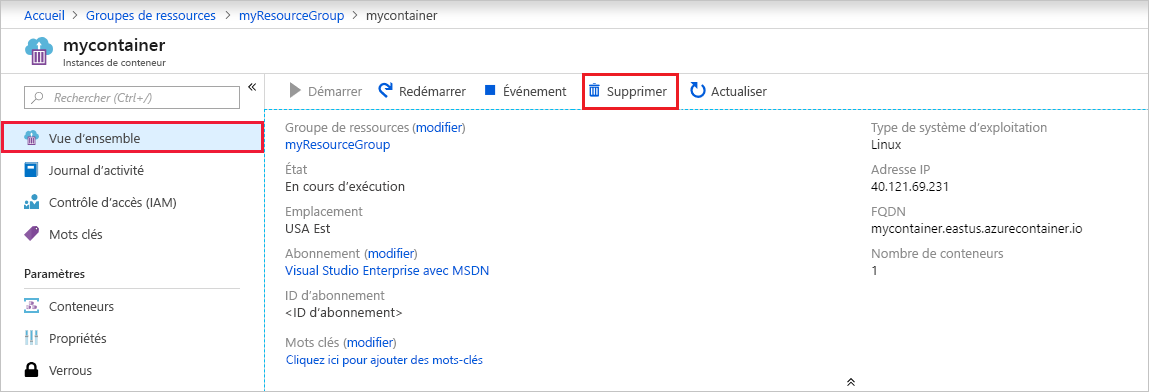 Accueil > Groupes de ressources > myResourceGroup > mycontainer
mycontainer
Instances de conteneur
Rechercher (Ctrl+/)
Vue d’ensemble
Journal d’activité
Contrôle d’accès (IAM)
Mots clés
Paramètres
Conteneurs
Propriétés
Verrous
Démarrer Redémarrer Événement Supprimer Actualiser
Groupe de ressources (modifier)
myResourceGroup
État
En cours d’exécution
Emplacement
USA Est
Abonnement (modifier)
Visual Studio Enterprise avec MSDN
ID d’abonnement
<ID d’abonnement>
Mots clés (modifier)
Cliquez ici pour ajouter des mots-clés
Type de système d’exploitation
Linux
Adresse IP
40.121.69.231
FQDN
mycontainer.eastus.azurecontainer.io
Nombre de conteneurs
1